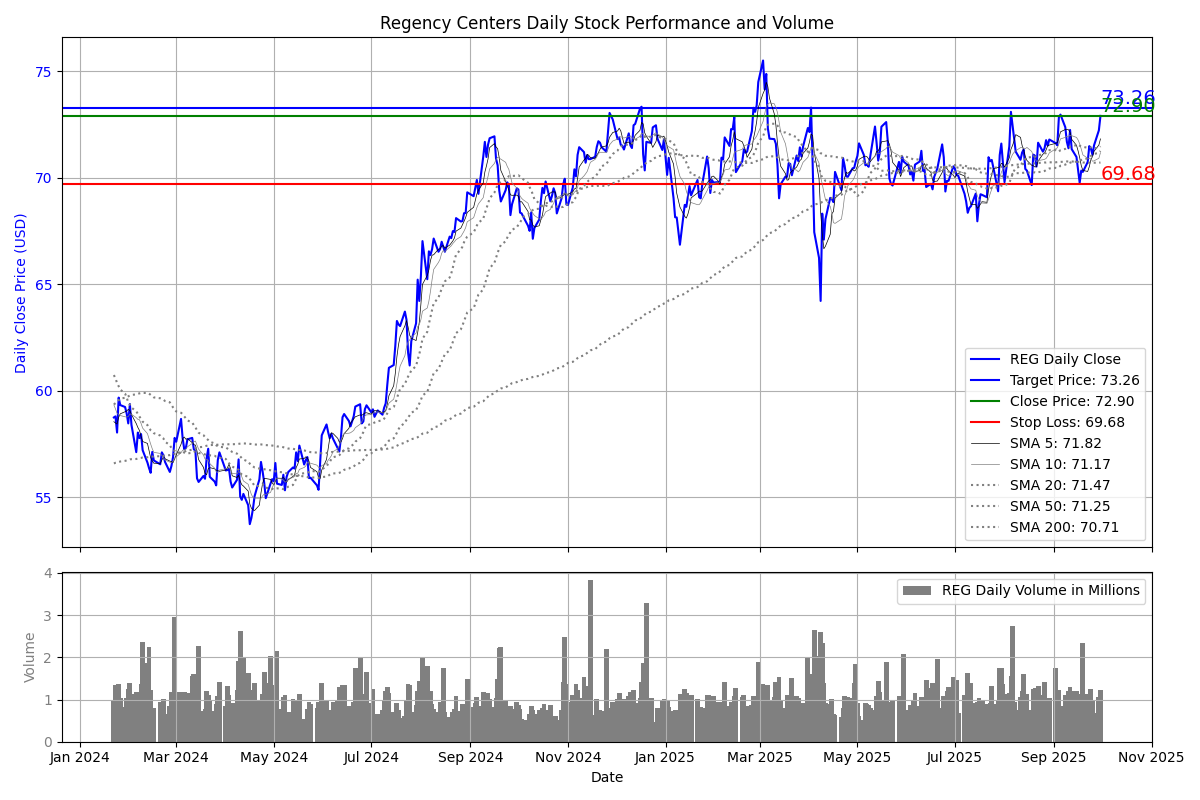 Regency Centers Daily Stock Performance and Volume
75
70
65
60
55
Daily Close Price (USD)
73.26
72.90
69.68
REG Daily Close
Target Price: 73.26
Close Price: 72.90
Stop Loss: 69.68
SMA 5: 71.82
SMA 10: 71.17
SMA 20: 71.47
SMA 50: 71.25
SMA 200: 70.71
4
3
2
1
0
Volume
REG Daily Volume in Millions
Jan 2024 Mar 2024 May 2024 Jul 2024 Sep 2024 Nov 2024 Jan 2025 Mar 2025 May 2025 Jul 2025 Sep 2025 Nov 2025
Date